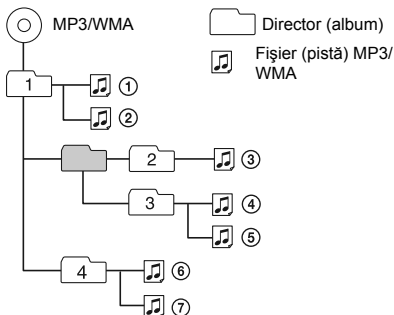 MP3/WMA
Director (album)
Fişier (pistă) MP3/
WMA
1
①
②
2
③
3
④
⑤
4
⑥
⑦